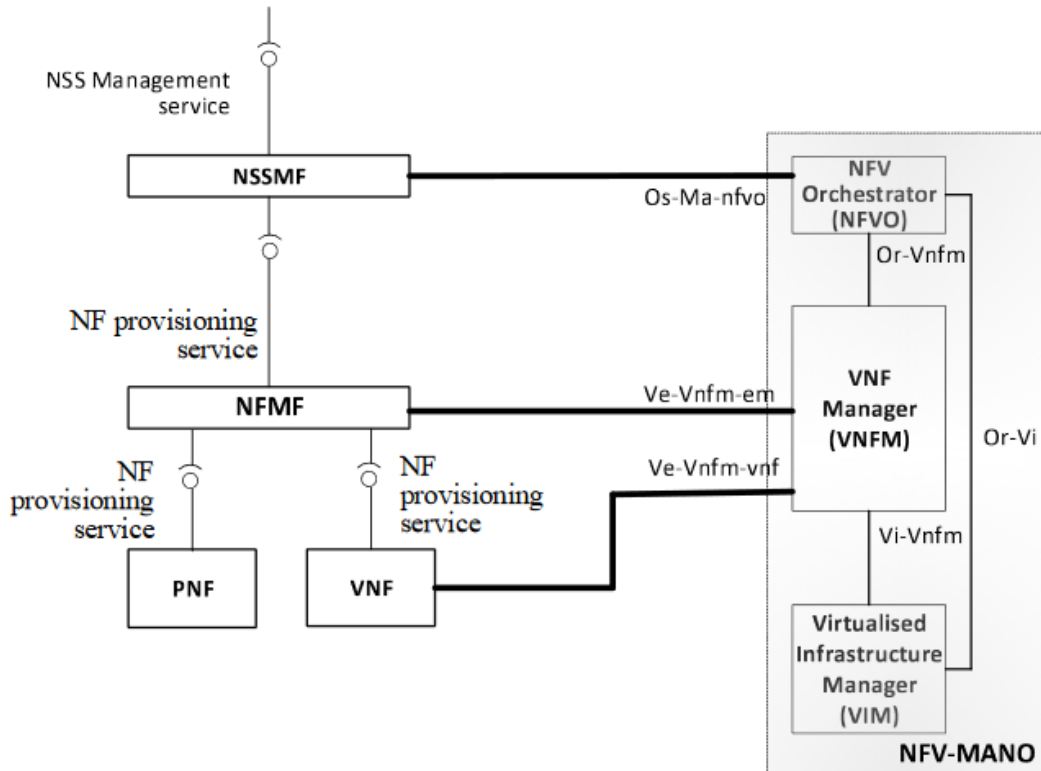 NSS Management
service
NSSMF
Os-Ma-nfvo
NFV
Orchestrator
(NFVO)
Or-Vnfm
NF provisioning
service
NFMF
Ve-Vnfm-em
VNF
Manager
(VNFM)
Or-Vi
Ve-Vnfm-vnf
NF
provisioning
service
NF
provisioning
service
Vi-Vnfm
PNF
VNF
Virtualised
Infrastructure
Manager
(VIM)
NFV-MANO